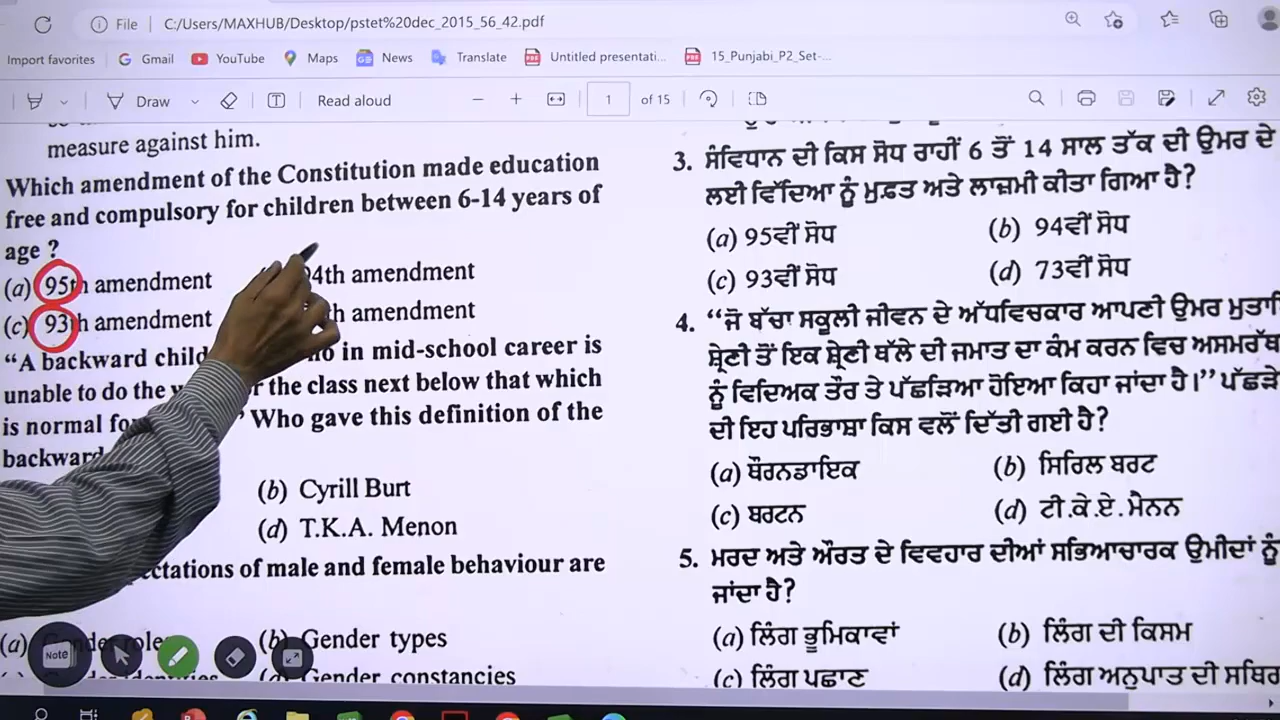 File C:/Users/MAXHUB/Desktop/pstet%20dec_2015_56_42.pdf
Import favorites Gmail YouTube Maps News Translate Untitled presentati... 15_Punjabi_P2_Set-...
Draw Read aloud 1 of 15
measure against him.
Which amendment of the Constitution made education
free and compulsory for children between 6-14 years of
age ?
(a) 95th amendment 94th amendment
(c) 93th amendment amendment
“A backward child in mid-school career is
unable to do the the class next below that which
is normal Who gave this definition of the
backward
(b) Cyrill Burt
(d) T.K.A. Menon
of male and female behaviour are
(a) Gender role (b) Gender types
Gender constancies
Note
3. ਸੰਵਿਧਾਨ ਦੀ ਕਿਸ ਸੋਧ ਰਾਹੀਂ 6 ਤੋਂ 14 ਸਾਲ ਤੱਕ ਦੀ ਉਮਰ ਦੇ
ਲਈ ਵਿੱਦਿਆ ਨੂੰ ਮੁਫ਼ਤ ਅਤੇ ਲਾਜ਼ਮੀ ਕੀਤਾ ਗਿਆ ਹੈ?
(a) 95ਵੀਂ ਸੋਧ (b) 94ਵੀਂ ਸੋਧ
(c) 93ਵੀਂ ਸੋਧ (d) 73ਵੀਂ ਸੋਧ
4. “ਜੋ ਬੱਚਾ ਸਕੂਲੀ ਜੀਵਨ ਦੇ ਅੱਧਵਿਚਕਾਰ ਆਪਣੀ ਉਮਰ
ਸ਼੍ਰੇਣੀ ਤੋਂ ਇਕ ਸ਼੍ਰੇਣੀ ਥੱਲੇ ਦੀ ਜਮਾਤ ਦਾ ਕੰਮ ਕਰਨ ਵਿਚ
ਨੂੰ ਵਿਦਿਅਕ ਤੌਰ ਤੇ ਪੱਛੜਿਆ ਹੋਇਆ ਕਿਹਾ ਜਾਂਦਾ ਹੈ।” ਪੱਛੜੇ
ਦੀ ਇਹ ਪਰਿਭਾਸ਼ਾ ਕਿਸ ਵਲੋਂ ਦਿੱਤੀ ਗਈ ਹੈ?
(a) ਥੌਰਨਡਾਇਕ (b) ਸਿਰਿਲ ਬਰਟ
(c) ਬਰਟਨ (d) ਟੀ.ਕੇ.ਏ.ਮੈਨਨ
5. ਮਰਦ ਅਤੇ ਔਰਤ ਦੇ ਵਿਵਹਾਰ ਦੀਆਂ ਸਭਿਆਚਾਰਕ ਉਮੀਦਾਂ ਨੂੰ
ਜਾਂਦਾ ਹੈ?
(a) ਲਿੰਗ ਭੂਮਿਕਾਵਾਂ (b) ਲਿੰਗ ਦੀ ਕਿਸਮ
(c) ਲਿੰਗ ਪਛਾਣ (d) ਲਿੰਗ ਅਨੁਪਾਤ ਦੀ